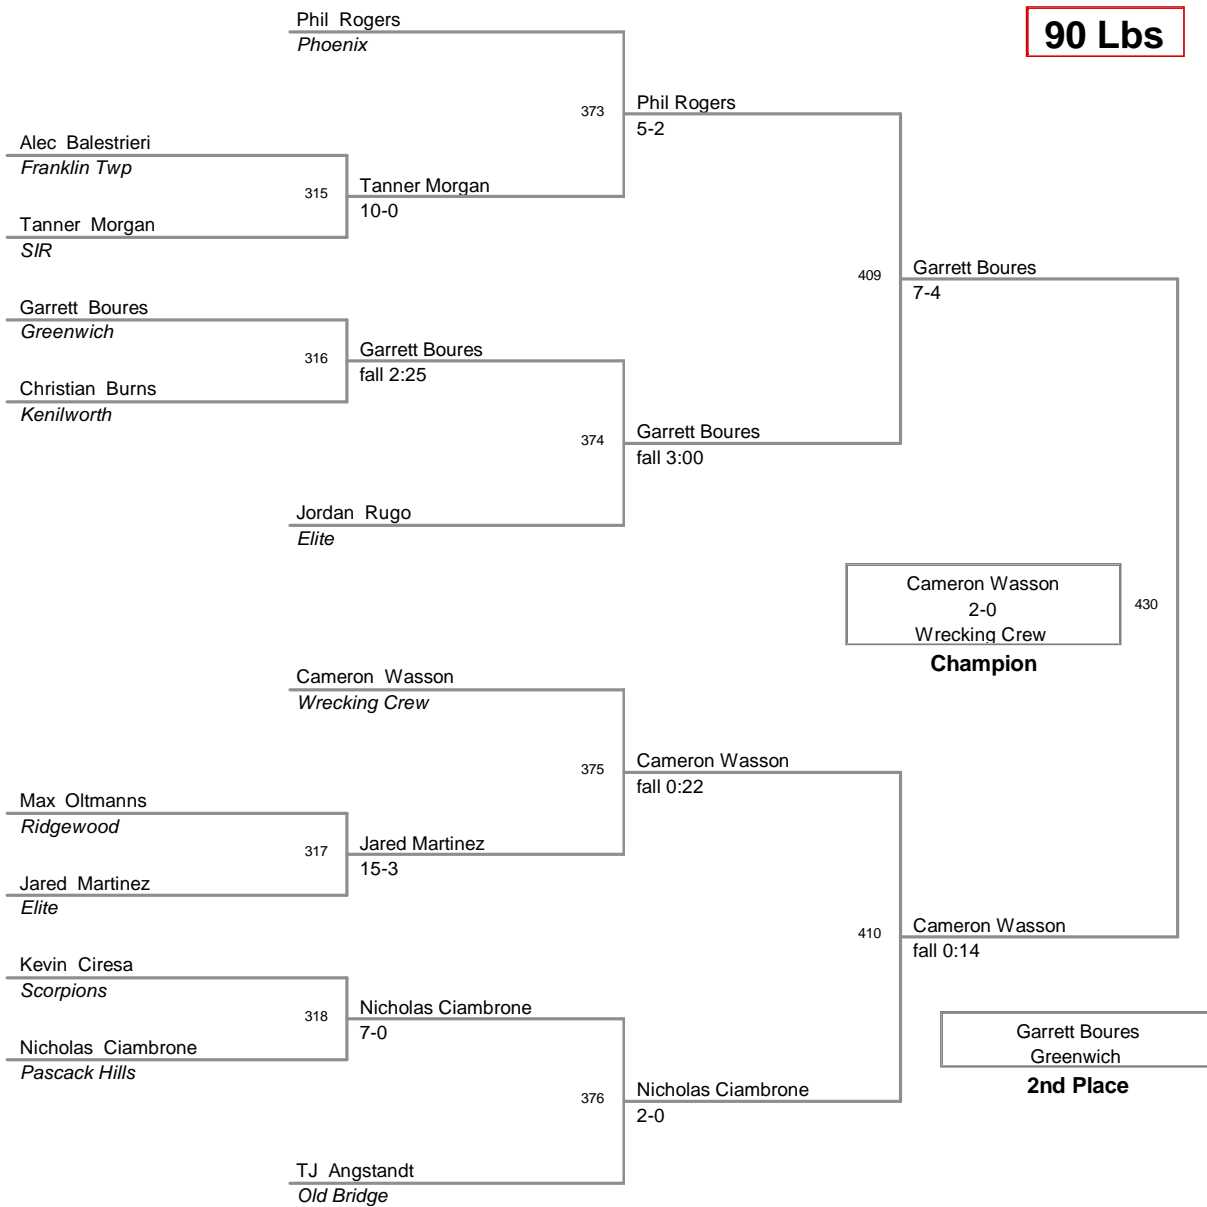 Phil Rogers
Phoenix
90 Lbs
373
Phil Rogers
5-2
Alec Balestrieri
Franklin Twp
315
Tanner Morgan
10-0
Tanner Morgan
SIR
409
Garrett Boures
7-4
Garrett Boures
Greenwich
316
Garrett Boures
fall 2:25
Christian Burns
Kenilworth
374
Garrett Boures
fall 3:00
Jordan Rugo
Elite
Cameron Wasson
2-0
Wrecking Crew
430
Champion
Cameron Wasson
Wrecking Crew
375
Cameron Wasson
fall 0:22
Max Oltmanns
Ridgewood
317
Jared Martinez
15-3
Jared Martinez
Elite
410
Cameron Wasson
fall 0:14
Kevin Ciresa
Scorpions
318
Nicholas Ciambrone
7-0
Nicholas Ciambrone
Pascack Hills
Garrett Boures
Greenwich
2nd Place
376
Nicholas Ciambrone
2-0
TJ Angstandt
Old Bridge